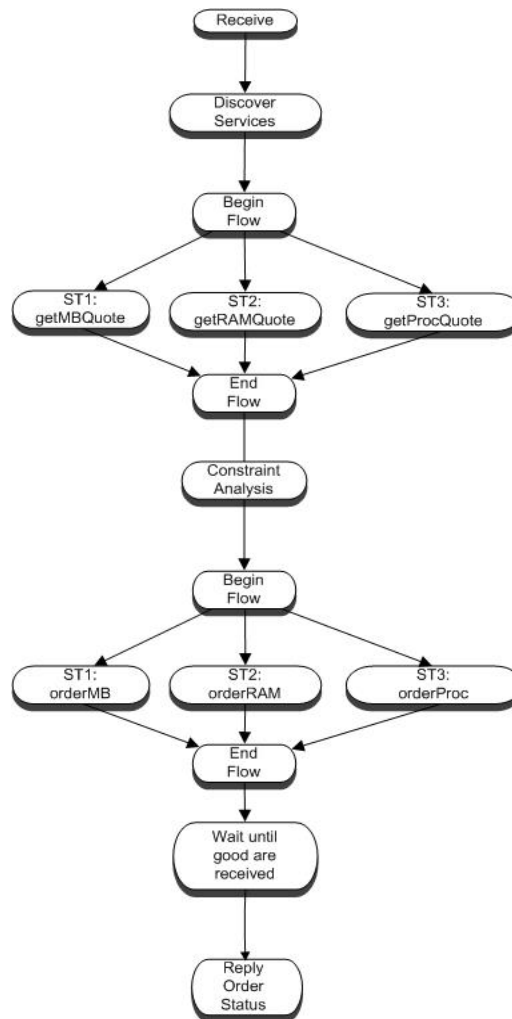 Receive
Discover
Services
Begin
Flow
ST1:
getMBQuote
ST2:
getRAMQuote
ST3:
getProcQuote
End
Flow
Constraint
Analysis
Begin
Flow
ST1:
orderMB
ST2:
orderRAM
ST3:
orderProc
End
Flow
Wait until
good are
received
Reply
Order
Status